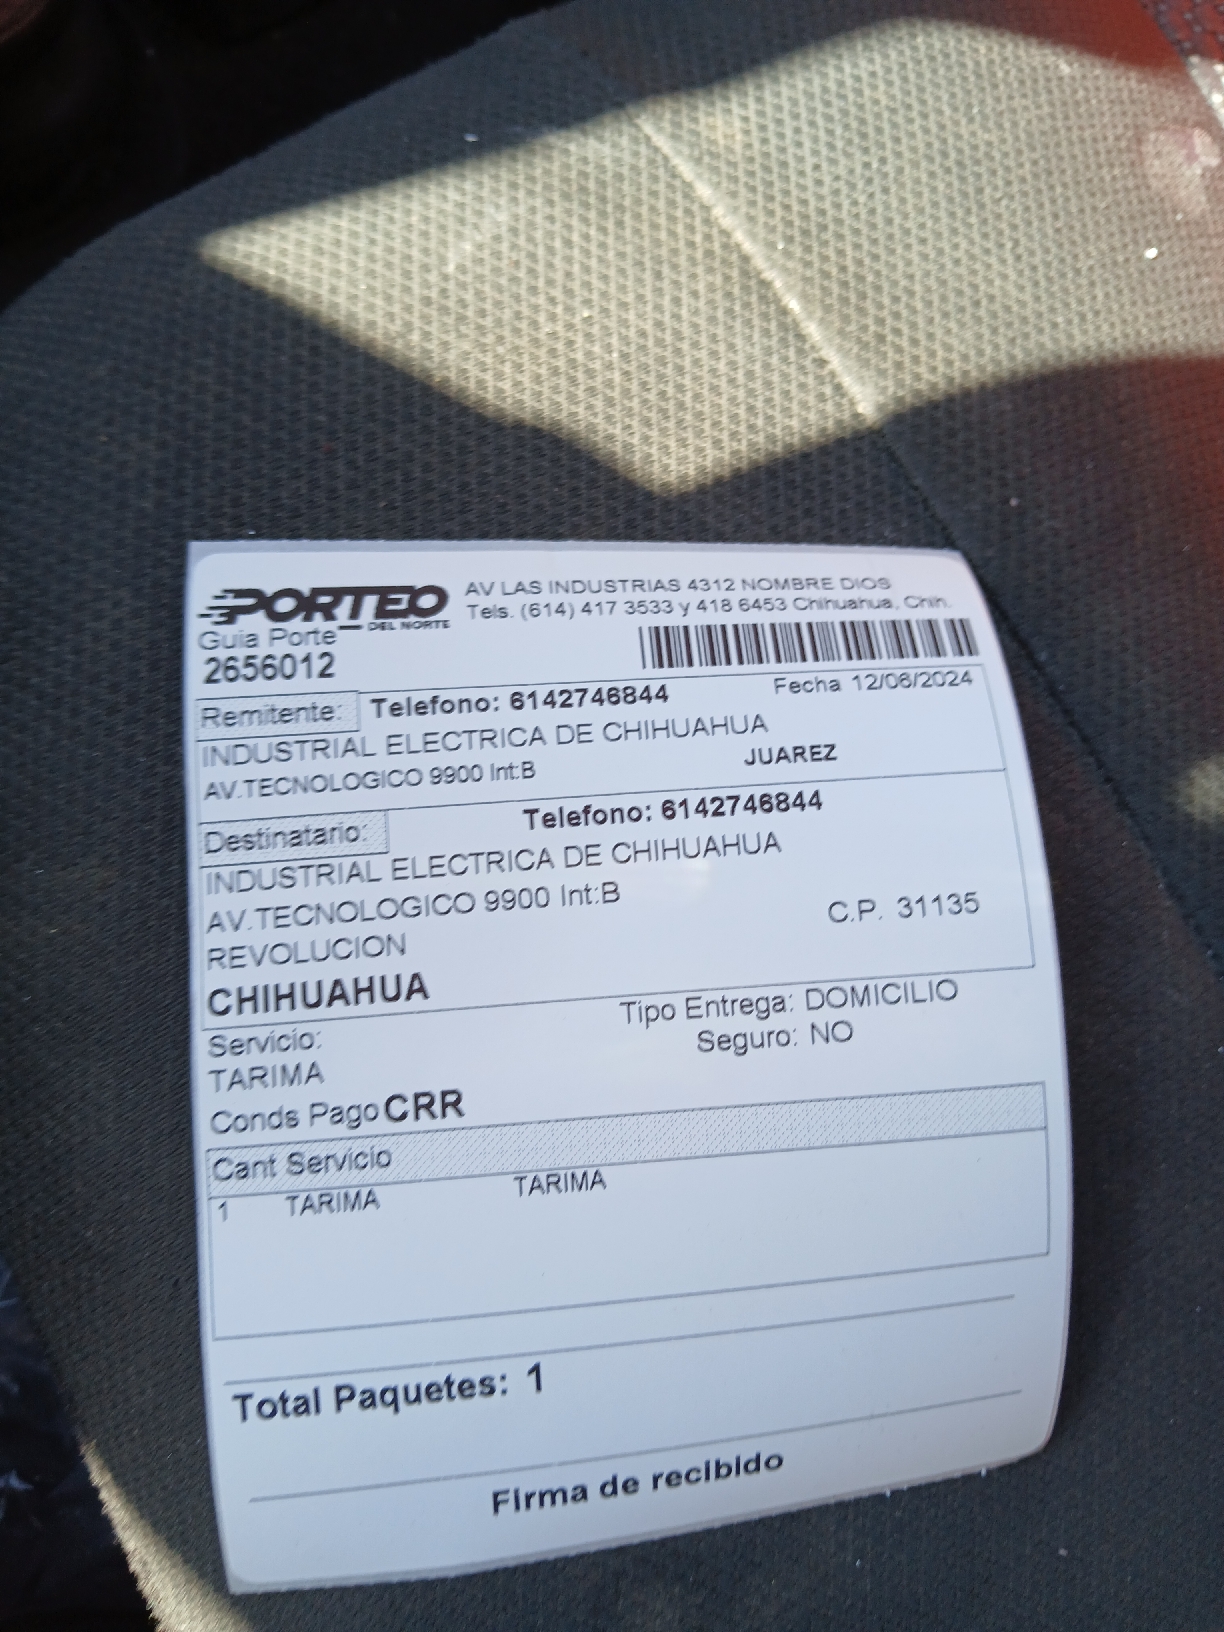 PORTEO
DEL NORTE
AV LAS INDUSTRIAS 4312 NOMBRE DIOS
Tels. (614) 417 3533 y 418 6453 Chihuahua, Chih.
Guia Porte
2656012
Remitente: Telefono: 6142746844 Fecha 12/06/2024
INDUSTRIAL ELECTRICA DE CHIHUAHUA
AV.TECNOLOGICO 9900 Int:B JUAREZ
Destinatario: Telefono: 6142746844
INDUSTRIAL ELECTRICA DE CHIHUAHUA
AV.TECNOLOGICO 9900 Int:B
REVOLUCION C.P. 31135
CHIHUAHUA
Servicio: Tipo Entrega: DOMICILIO
TARIMA Seguro: NO
Conds Pago CRR
Cant Servicio
1 TARIMA TARIMA
Total Paquetes: 1
Firma de recibido